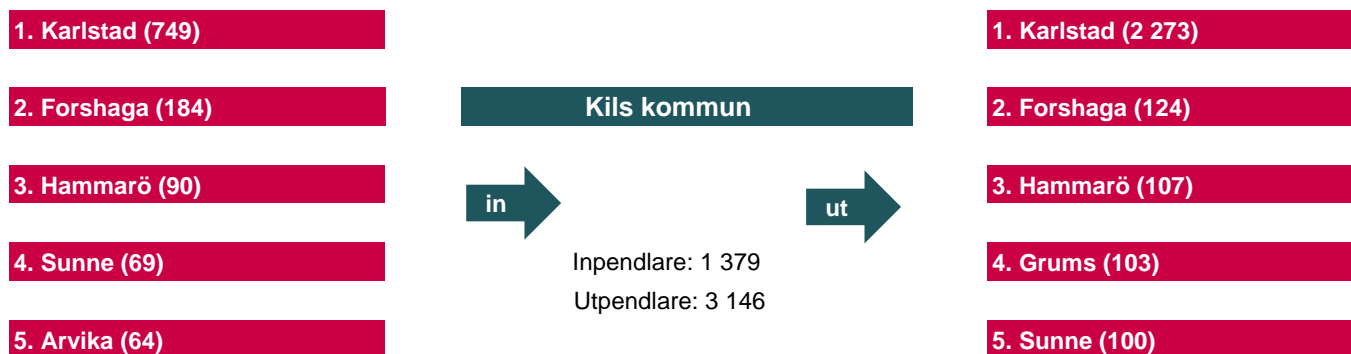 1. Karlstad (749)
2. Forshaga (184)
3. Hammarö (90)
4. Sunne (69)
5. Arvika (64)
Kils kommun
in
ut
Inpendlare: 1 379
Utpendlare: 3 146
1. Karlstad (2 273)
2. Forshaga (124)
3. Hammarö (107)
4. Grums (103)
5. Sunne (100)